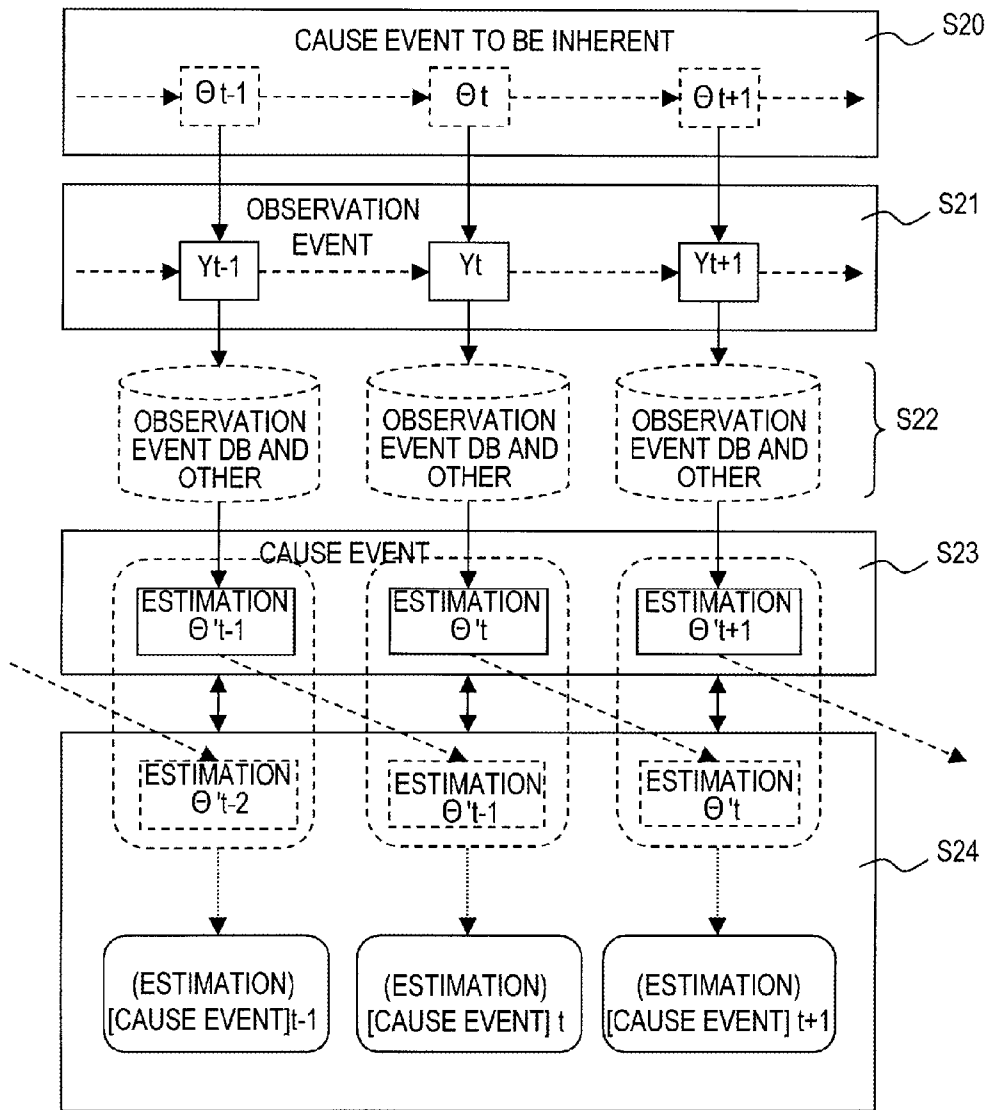 CAUSE EVENT TO BE INHERENT
S20
Θt-1
Θt
Θt+1
OBSERVATION
EVENT
S21
Yt-1
Yt
Yt+1
OBSERVATION
EVENT DB AND
OTHER
OBSERVATION
EVENT DB AND
OTHER
OBSERVATION
EVENT DB AND
OTHER
S22
CAUSE EVENT
S23
ESTIMATION
Θ't-1
ESTIMATION
Θ't
ESTIMATION
Θ't+1
ESTIMATION
Θ't-2
ESTIMATION
Θ't-1
ESTIMATION
Θ't
S24
(ESTIMATION)
[CAUSE EVENT]t-1
(ESTIMATION)
[CAUSE EVENT] t
(ESTIMATION)
[CAUSE EVENT] t+1